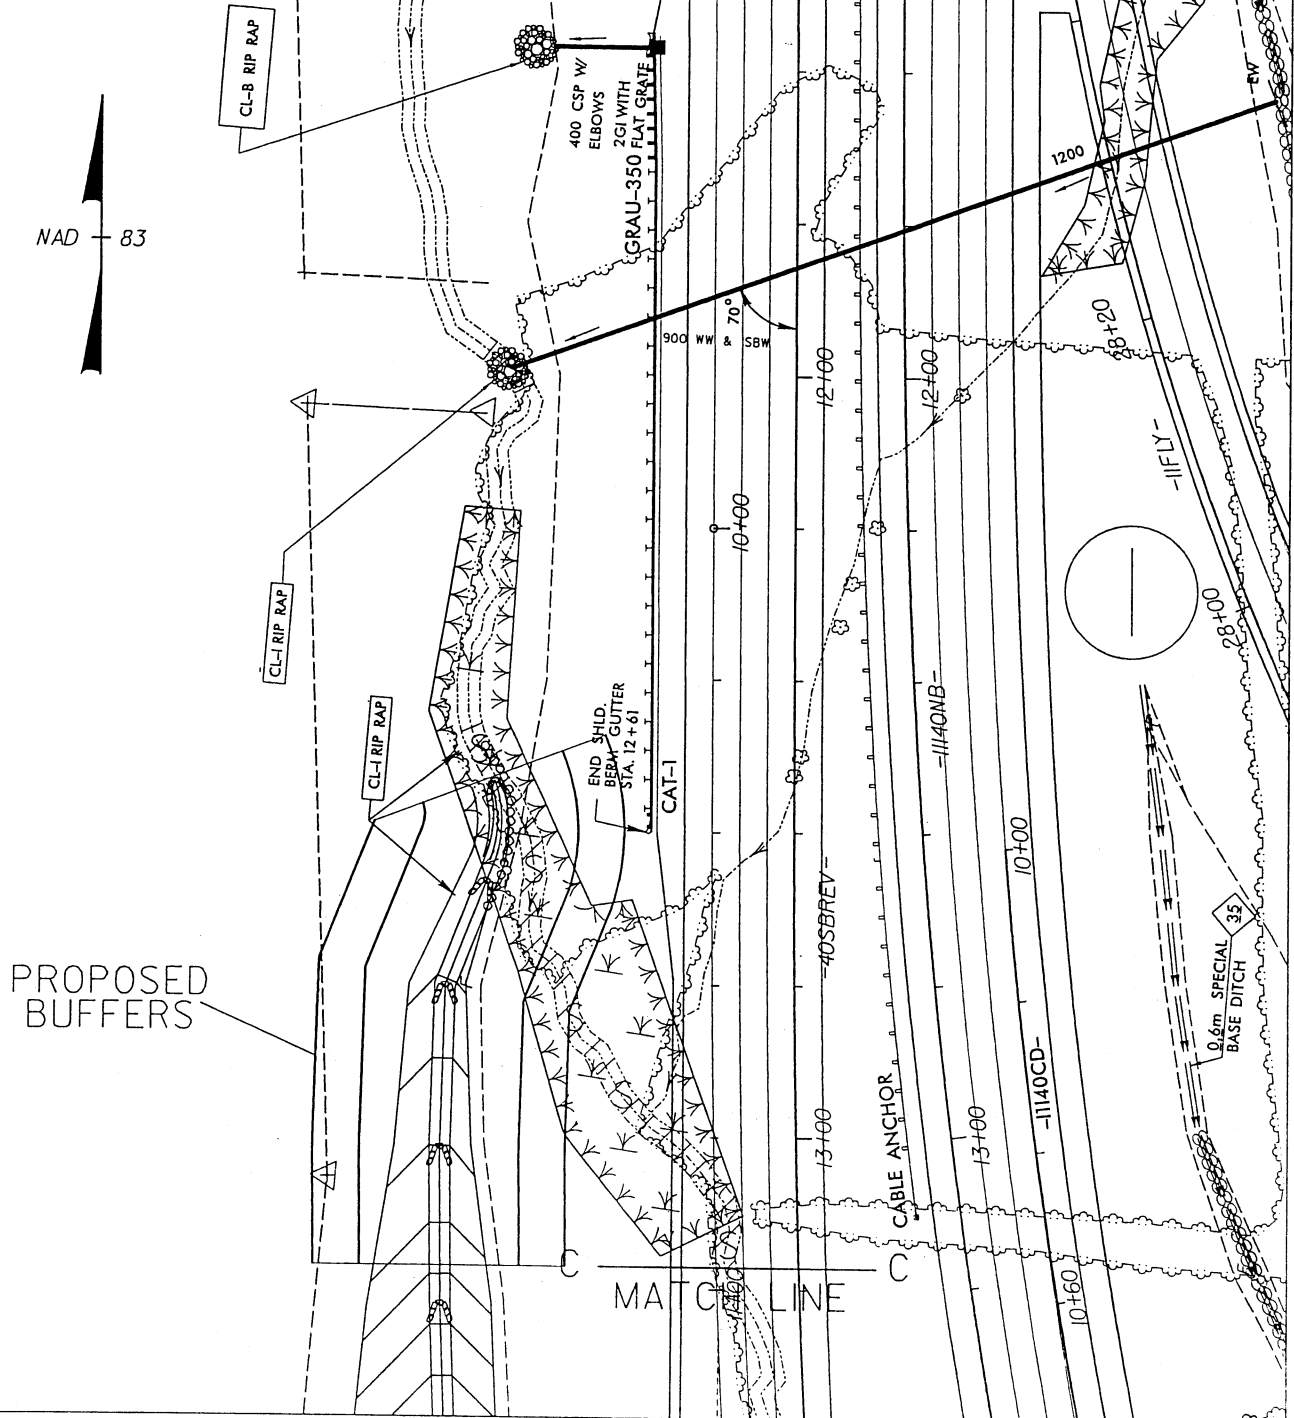 CL-B RIP RAP
400 CSP W/
ELBOWS
2GI WITH
FLAT GRATE
GRAU-350
EW
1200
NAD 83
70°
900 WW & SBW
28+20
12+00
12+00
-11FLY-
10+00
CL-I RIP RAP
28+00
CL-I RIP RAP
END SHLD.
BERM GUTTER
STA. 12+61
CAT-1
-11140NB-
10+00
-40SBREV-
35
0.6m SPECIAL
BASE DITCH
PROPOSED
BUFFERS
-11140CD-
13+00
13+00
CABLE ANCHOR
C C
MATCH LINE
10+60